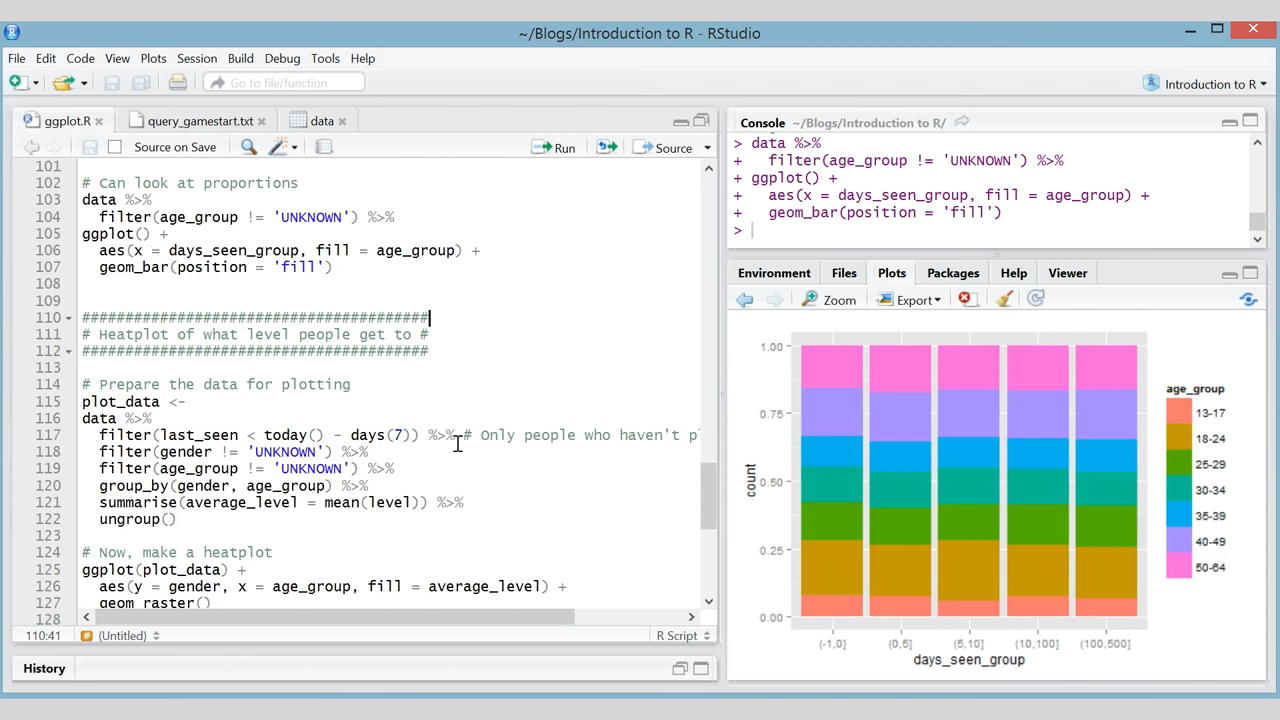 ~/Blogs/Introduction to R - RStudio
File Edit Code View Plots Session Build Debug Tools Help
Go to file/function
Introduction to R
ggplot.R
query_gamestart.txt
data
Source on Save
Run
Source
101
102 # Can look at proportions
103 data %>%
104 filter(age_group != 'UNKNOWN') %>%
105 ggplot() +
106 aes(x = days_seen_group, fill = age_group) +
107 geom_bar(position = 'fill')
108
109
110 ########################################
111 # Heatplot of what level people get to #
112 ########################################
113
114 # Prepare the data for plotting
115 plot_data <-
116 data %>%
117 filter(last_seen < today() - days(7)) %>% # Only people who haven't p
118 filter(gender != 'UNKNOWN') %>%
119 filter(age_group != 'UNKNOWN') %>%
120 group_by(gender, age_group) %>%
121 summarise(average_level = mean(level)) %>%
122 ungroup()
123
124 # Now, make a heatplot
125 ggplot(plot_data) +
126 aes(y = gender, x = age_group, fill = average_level) +
127 geom_raster()
128
110:41 (Untitled) R Script
History
Console ~/Blogs/Introduction to R/
> data %>%
+ filter(age_group != 'UNKNOWN') %>%
+ ggplot() +
+ aes(x = days_seen_group, fill = age_group) +
+ geom_bar(position = 'fill')
>
Environment Files Plots Packages Help Viewer
Zoom Export
1.00
0.75
0.50
0.25
0.00
count
(-1,0] (0,5] (5,10] (10,100] (100,500]
days_seen_group
age_group
13-17
18-24
25-29
30-34
35-39
40-49
50-64